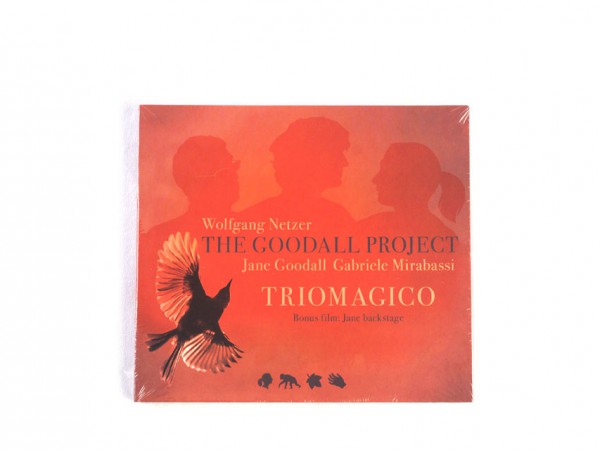 Wolfgang Netzer
THE GOODALL PROJECT
Jane Goodall Gabriele Mirabassi
TRIOMAGICO
Bonus film: Jane backstage